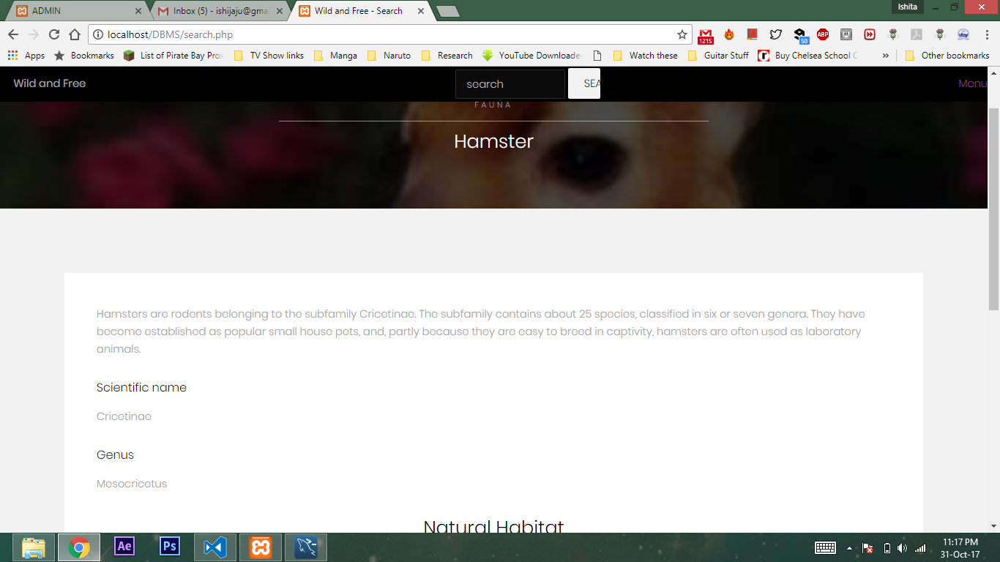 ADMIN
Inbox (5) - ishijaju@gma
Wild and Free - Search
Ishita
localhost/DBMS/search.php
1215
50
ABP
Apps
Bookmarks
List of Pirate Bay Prox
TV Show links
Manga
Naruto
Research
YouTube Downloade
Watch these
Guitar Stuff
Buy Chelsea School C
»
Other bookmarks
Wild and Free
search
SEA
Menu
FAUNA
Hamster
Hamsters are rodents belonging to the subfamily Cricetinae. The subfamily contains about 25 species, classified in six or seven genera. They have
become established as popular small house pets, and, partly because they are easy to breed in captivity, hamsters are often used as laboratory
animals.
Scientific name
Cricetinae
Genus
Mesocricetus
Natural Habitat
Ae
Ps
11:17 PM
31-Oct-17